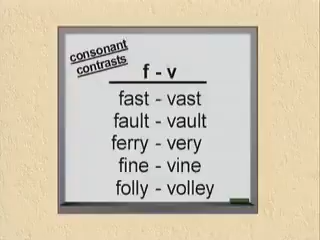 consonant
contrasts
f - v
fast - vast
fault - vault
ferry - very
fine - vine
folly - volley